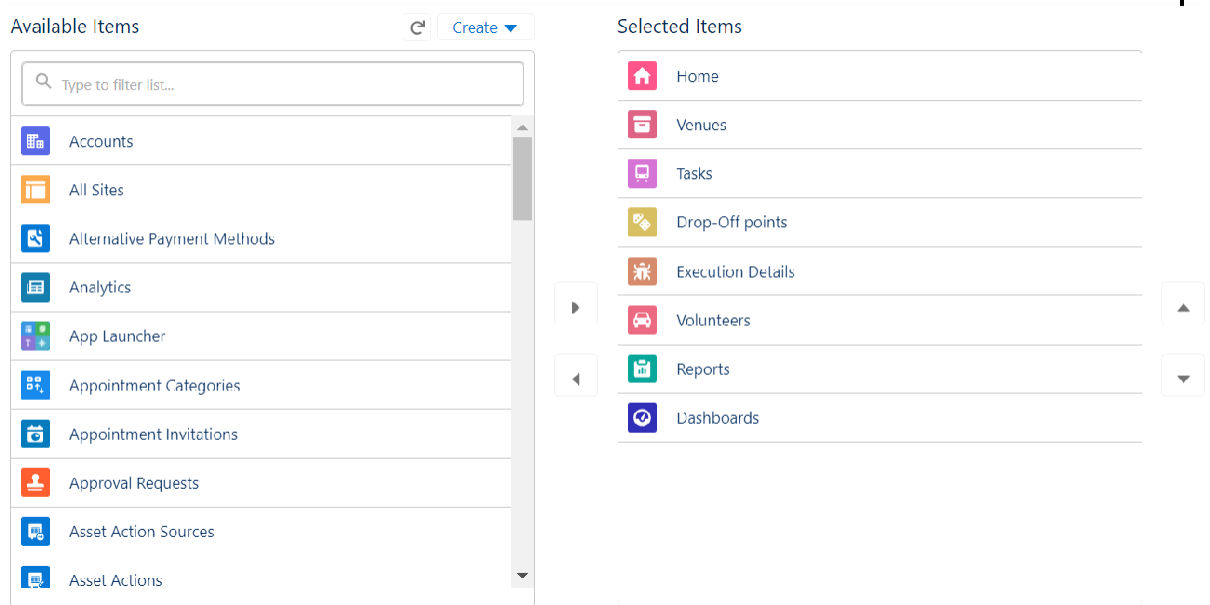 Available Items
Create
Type to filter list...
Accounts
All Sites
Alternative Payment Methods
Analytics
App Launcher
Appointment Categories
Appointment Invitations
Approval Requests
Asset Action Sources
Asset Actions
Selected Items
Home
Venues
Tasks
Drop-Off points
Execution Details
Volunteers
Reports
Dashboards